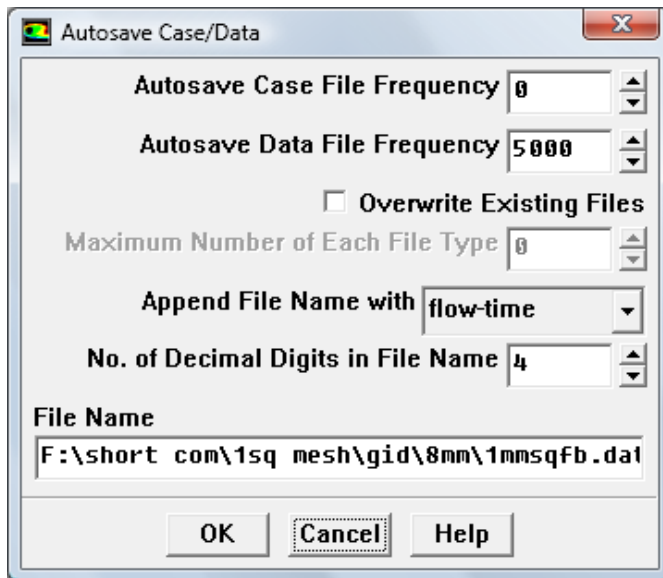 Autosave Case/Data
Autosave Case File Frequency 0
Autosave Data File Frequency 5000
Overwrite Existing Files
Maximum Number of Each File Type 0
Append File Name with flow-time
No. of Decimal Digits in File Name 4
File Name
F:\short com\1sq mesh\gid\8mm\1mmsqfb.dat
OK Cancel Help